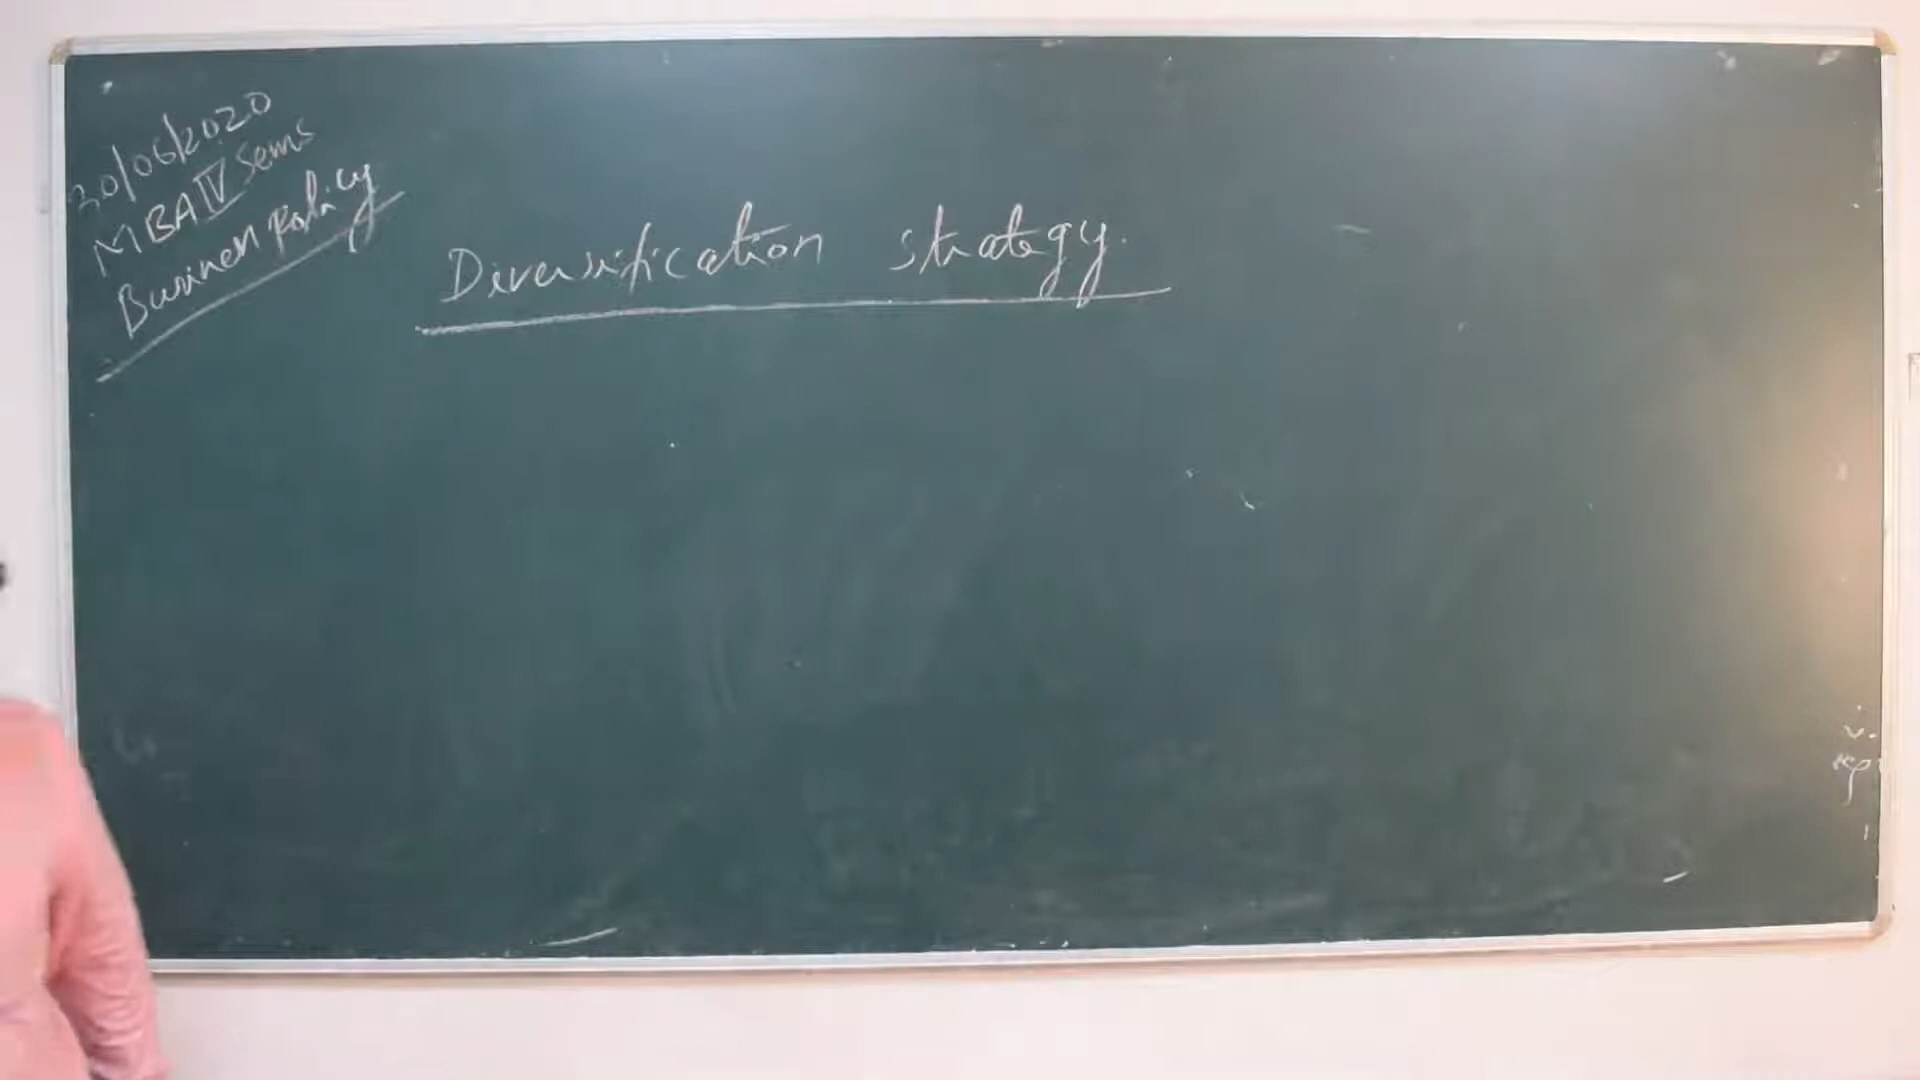 30/06/2020
MBA IV Sems
Business Policy
Diversification strategy.